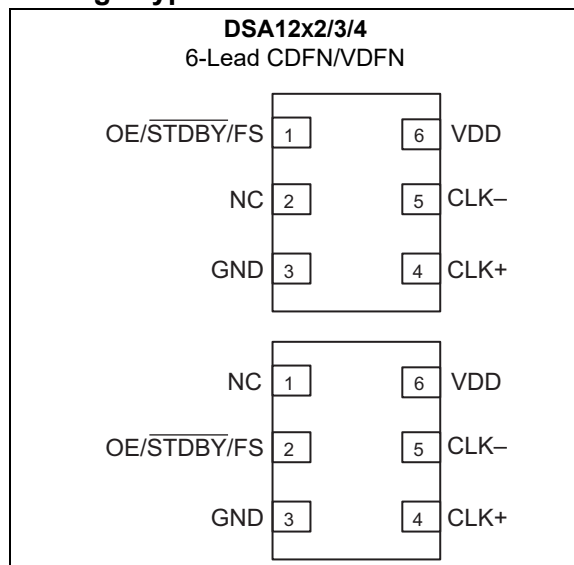 DSA12x2/3/4
6-Lead CDFN/VDFN
OE/STDBY/FS 1 6 VDD
NC 2 5 CLK–
GND 3 4 CLK+
NC 1 6 VDD
OE/STDBY/FS 2 5 CLK–
GND 3 4 CLK+